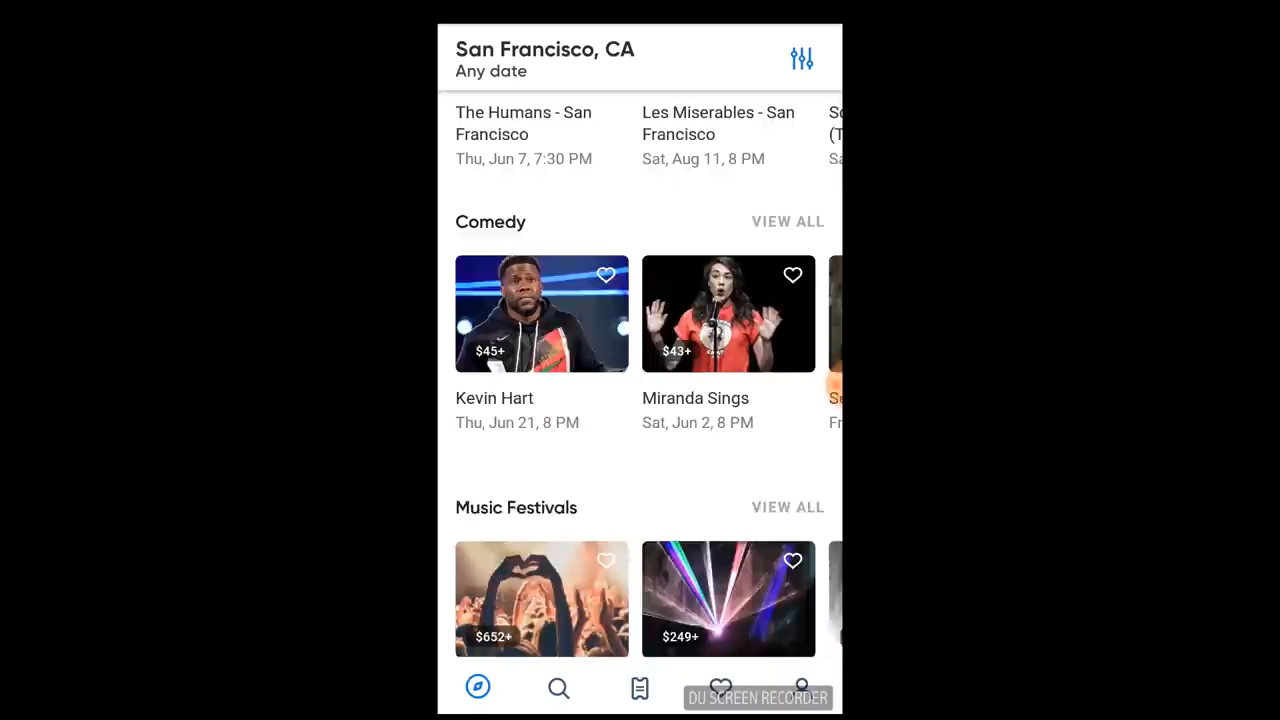 San Francisco, CA
Any date
The Humans - San
Francisco
Thu, Jun 7, 7:30 PM
Les Miserables - San
Francisco
Sat, Aug 11, 8 PM
Comedy
VIEW ALL
$45+
$43+
Kevin Hart
Thu, Jun 21, 8 PM
Miranda Sings
Sat, Jun 2, 8 PM
Music Festivals
VIEW ALL
$652+
$249+
DU SCREEN RECORDER